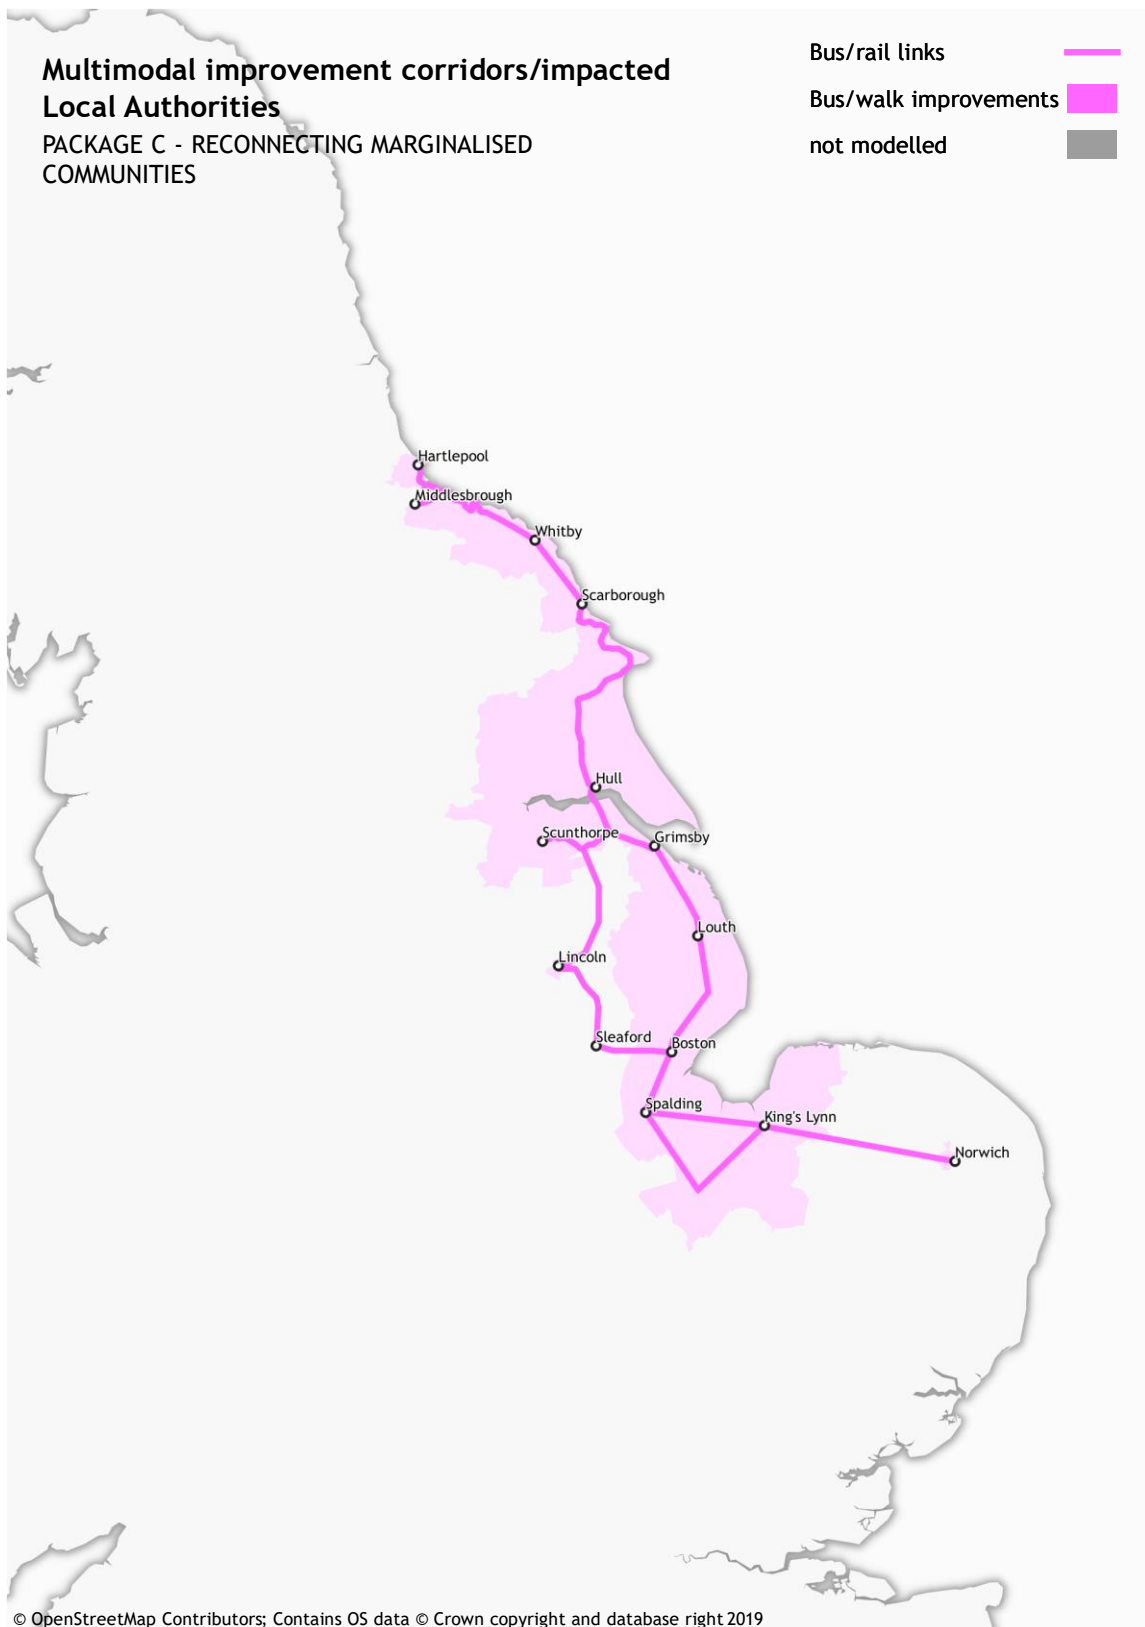 Multimodal improvement corridors/impacted
Local Authorities
PACKAGE C - RECONNECTING MARGINALISED
COMMUNITIES
Bus/rail links
Bus/walk improvements
not modelled
Hartlepool
Middlesbrough
Whitby
Scarborough
Hull
Scunthorpe
Grimsby
Louth
Lincoln
Sleaford
Boston
Spalding
King's Lynn
Norwich
© OpenStreetMap Contributors; Contains OS data © Crown copyright and database right 2019